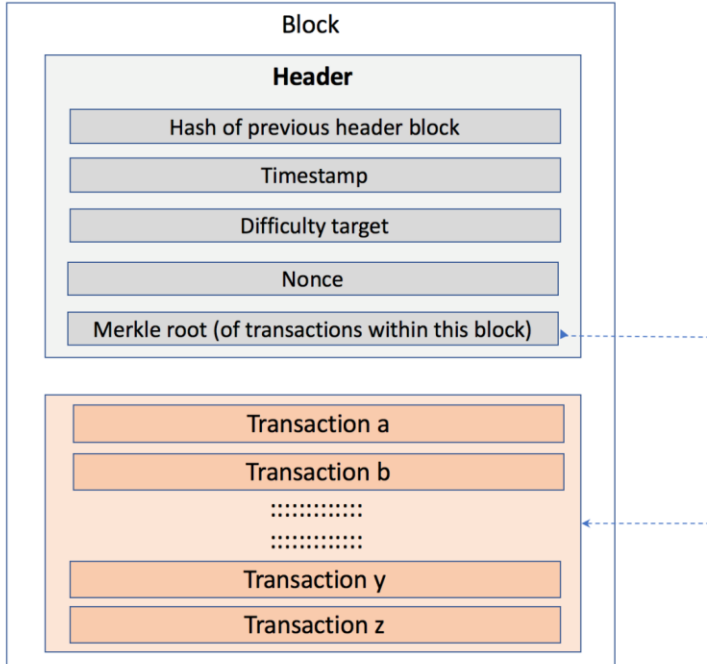 Block
Header
Hash of previous header block
Timestamp
Difficulty target
Nonce
Merkle root (of transactions within this block)
Transaction a
Transaction b
:::::::::::::
:::::::::::::
Transaction y
Transaction z